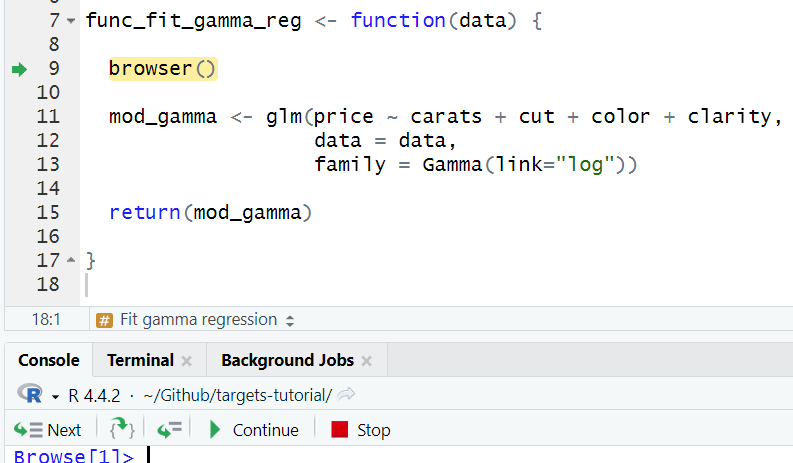 7 func_fit_gamma_reg <- function(data) {
8
9 browser()
10
11 mod_gamma <- glm(price ~ carats + cut + color + clarity,
12 data = data,
13 family = Gamma(link="log"))
14
15 return(mod_gamma)
16
17 }
18
18:1 # Fit gamma regression
Console Terminal Background Jobs
R R 4.4.2 · ~/Github/targets-tutorial/
Next {} Continue Stop
Browse[1]>